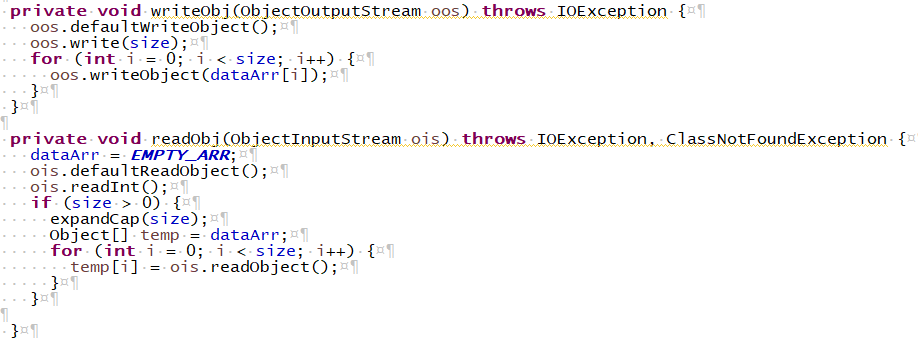 private void writeObj(ObjectOutputStream oos) throws IOException {
oos.defaultWriteObject();
oos.write(size);
for (int i = 0; i < size; i++) {
oos.writeObject(dataArr[i]);
}
}
private void readObj(ObjectInputStream ois) throws IOException, ClassNotFoundException {
dataArr = EMPTY_ARR;
ois.defaultReadObject();
ois.readInt();
if (size > 0) {
expandCap(size);
Object[] temp = dataArr;
for (int i = 0; i < size; i++) {
temp[i] = ois.readObject();
}
}
}